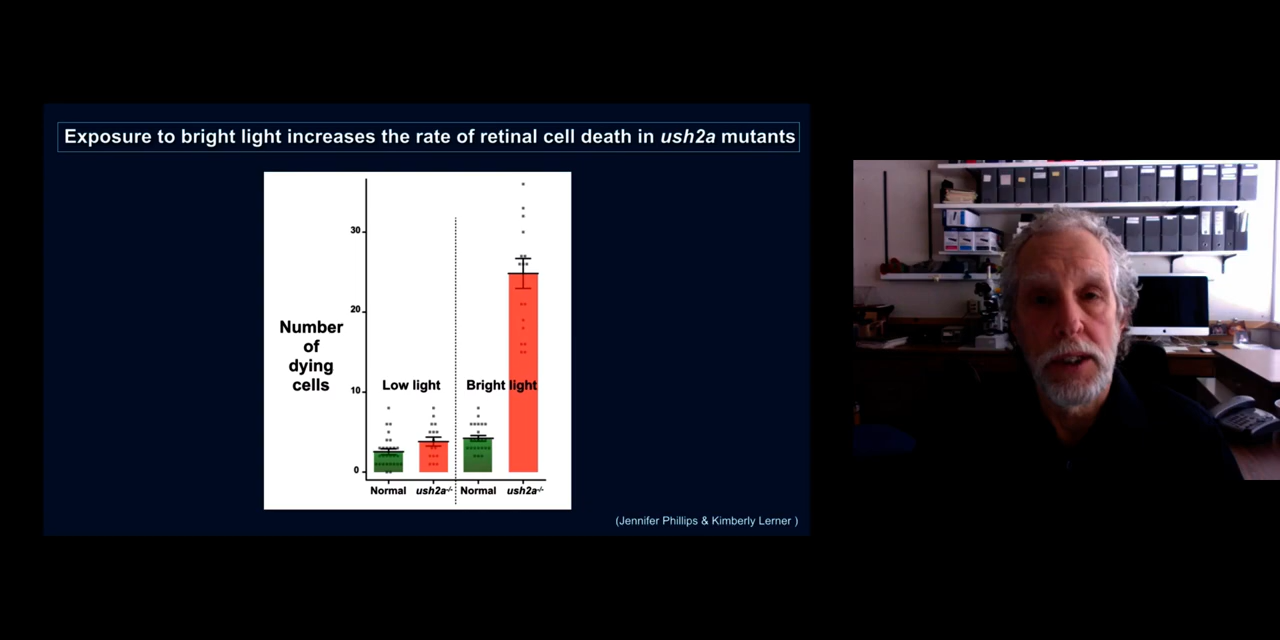 Exposure to bright light increases the rate of retinal cell death in ush2a mutants
30
20
Number
of
dying
cells
10
Low light
Bright light
0
Normal
ush2a-/-
Normal
ush2a-/-
(Jennifer Phillips & Kimberly Lerner )